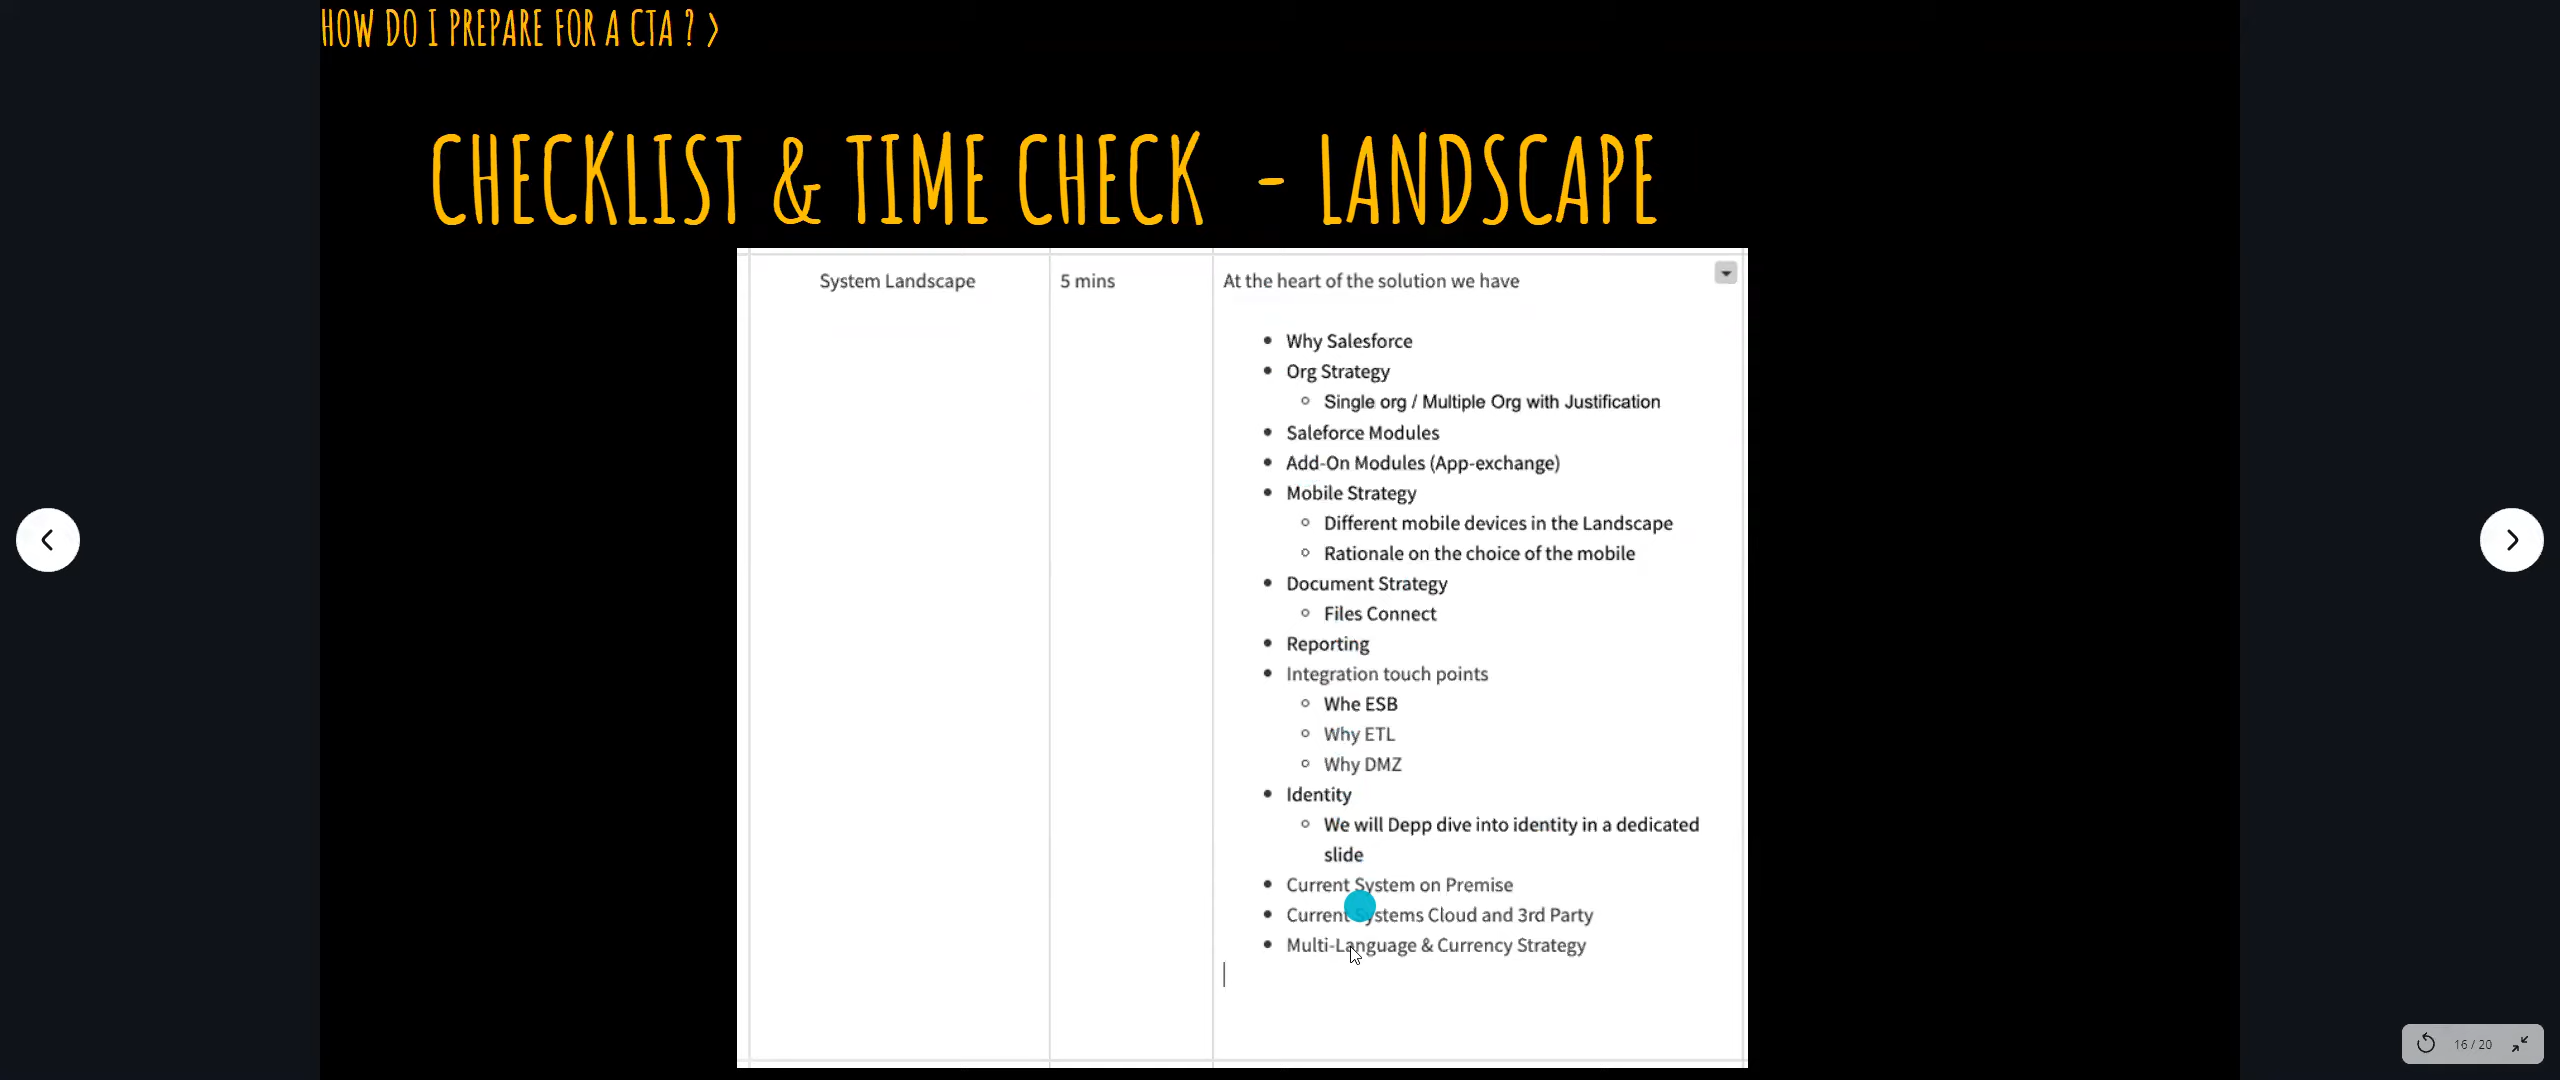 HOW DO I PREPARE FOR A CTA ? >
CHECKLIST & TIME CHECK - LANDSCAPE
System Landscape
5 mins
At the heart of the solution we have
• Why Salesforce
• Org Strategy
○ Single org / Multiple Org with Justification
• Saleforce Modules
• Add-On Modules (App-exchange)
• Mobile Strategy
○ Different mobile devices in the Landscape
○ Rationale on the choice of the mobile
• Document Strategy
○ Files Connect
• Reporting
• Integration touch points
○ Whe ESB
○ Why ETL
○ Why DMZ
• Identity
○ We will Depp dive into identity in a dedicated
slide
• Current System on Premise
• Current Systems Cloud and 3rd Party
• Multi-Language & Currency Strategy
16 / 20